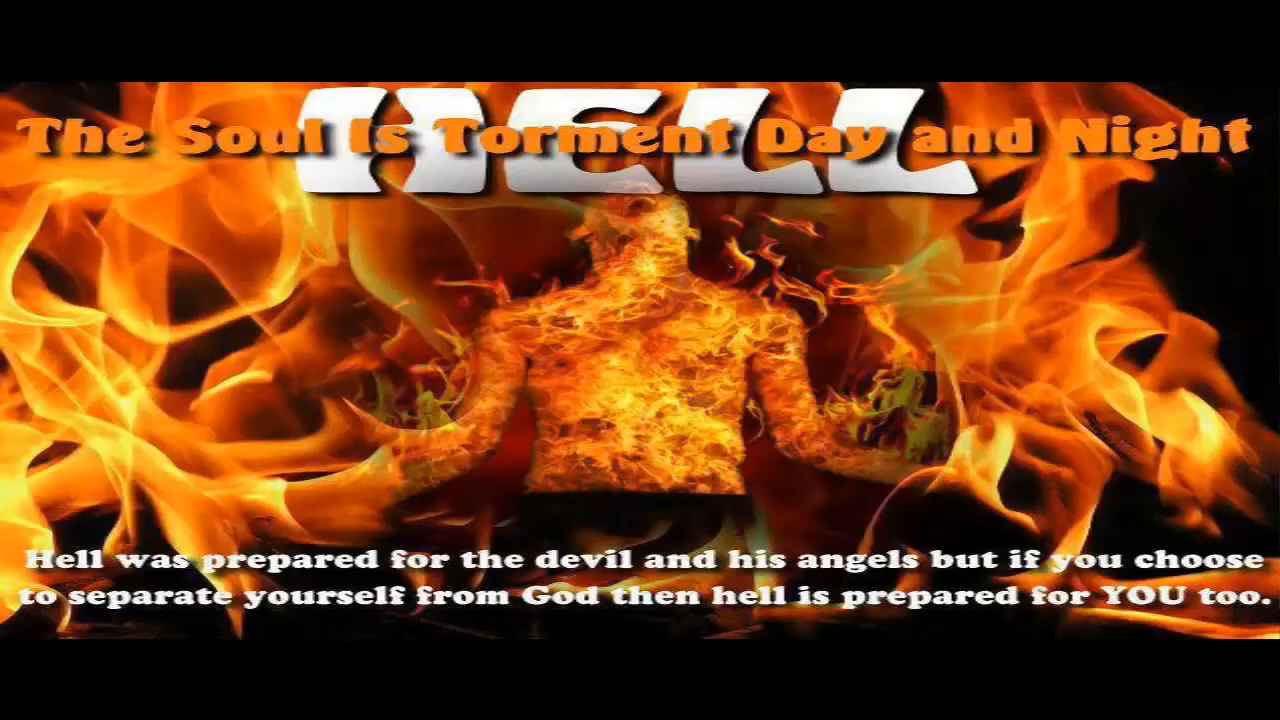 HELL
The Soul Is Torment Day and Night
Hell was prepared for the devil and his angels but if you choose
to separate yourself from God then hell is prepared for YOU too.